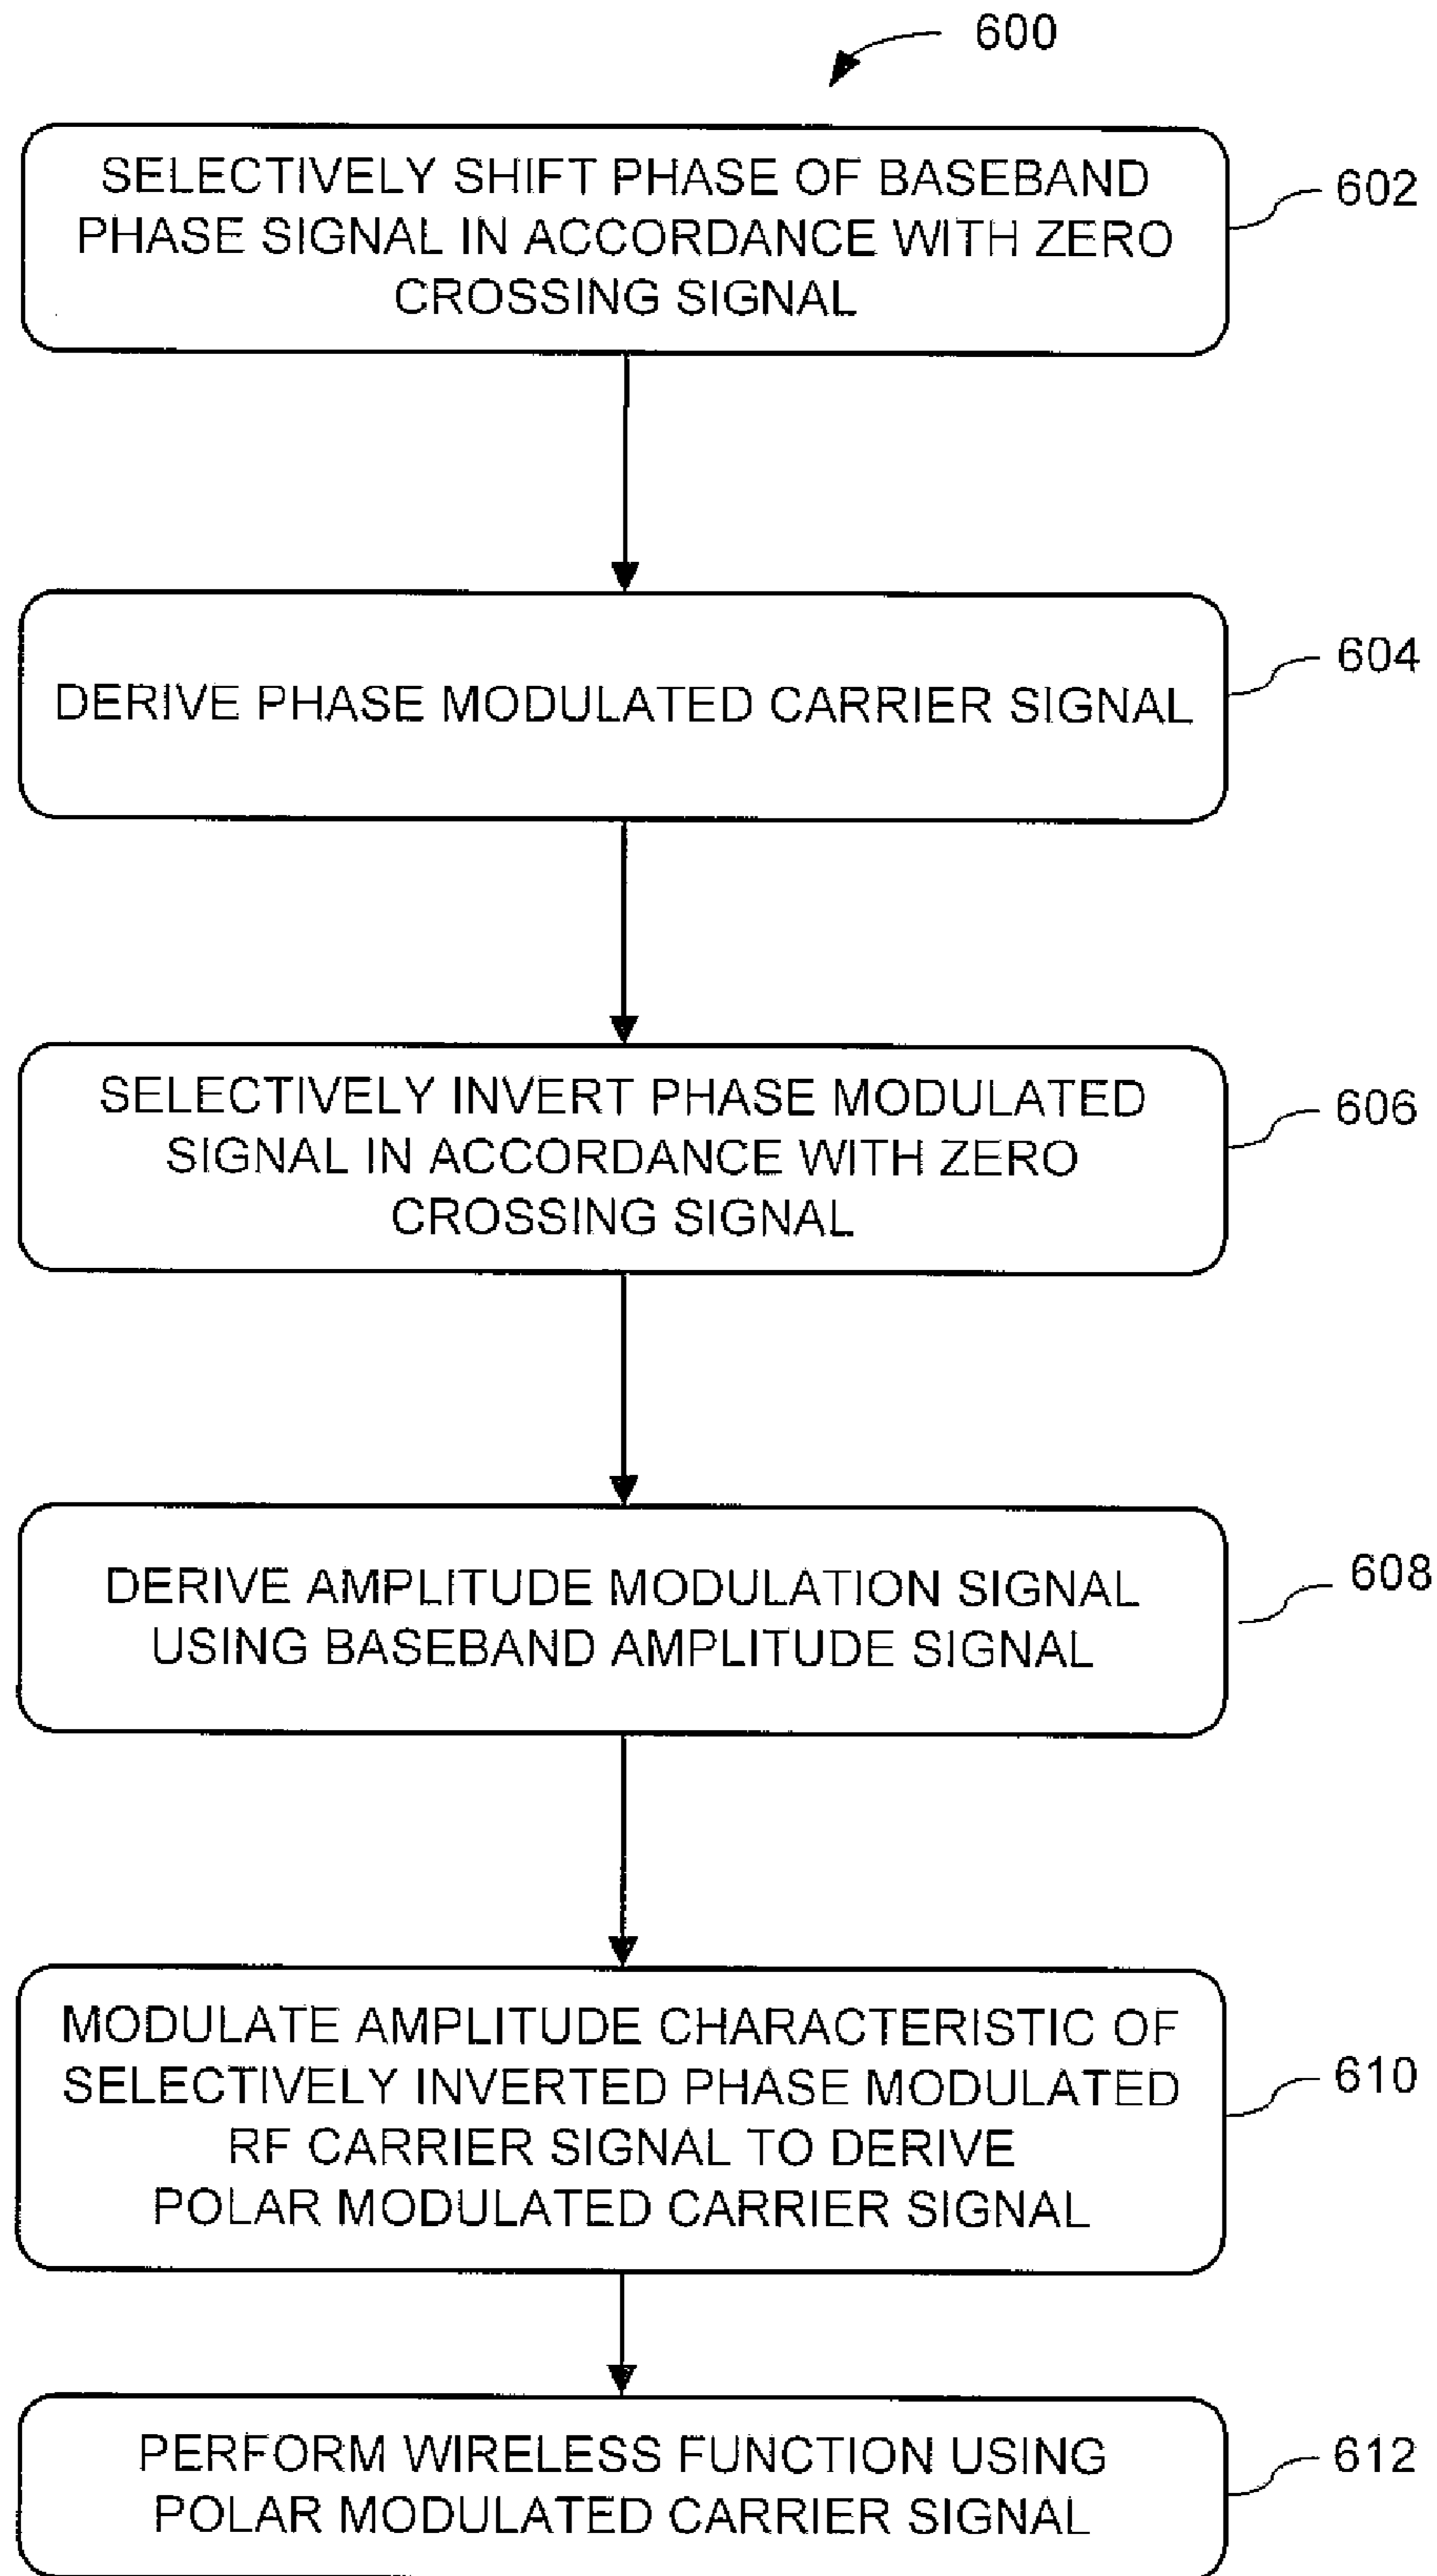 600
SELECTIVELY SHIFT PHASE OF BASEBAND
PHASE SIGNAL IN ACCORDANCE WITH ZERO
CROSSING SIGNAL
602
DERIVE PHASE MODULATED CARRIER SIGNAL
604
SELECTIVELY INVERT PHASE MODULATED
SIGNAL IN ACCORDANCE WITH ZERO
CROSSING SIGNAL
606
DERIVE AMPLITUDE MODULATION SIGNAL
USING BASEBAND AMPLITUDE SIGNAL
608
MODULATE AMPLITUDE CHARACTERISTIC OF
SELECTIVELY INVERTED PHASE MODULATED
RF CARRIER SIGNAL TO DERIVE
POLAR MODULATED CARRIER SIGNAL
610
PERFORM WIRELESS FUNCTION USING
POLAR MODULATED CARRIER SIGNAL
612